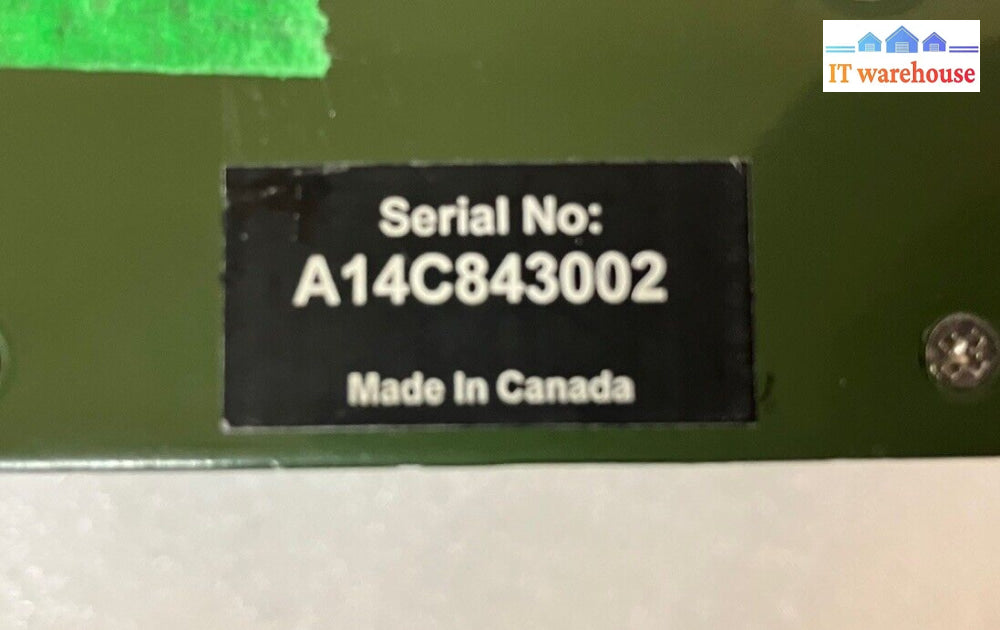 IT warehouse
Serial No:
A14C843002
Made In Canada